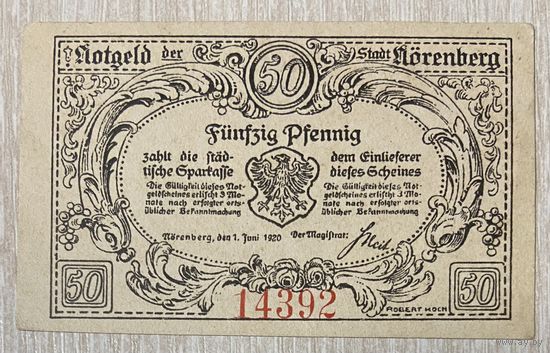 Notgeld der 50 Stadt Nörenberg
Fünfzig Pfennig
zahlt die städ-
tische Sparkasse
Die Gültigkeit dieses Not-
geldscheines erlischt 3 Mo-
nate nach erfolgter orts-
üblicher Bekanntmachung
dem Einlieferer
dieses Scheines
Die Gültigkeit dieses Not-
geldscheines erlischt 3 Mo-
nate nach erfolgter orts-
üblicher Bekanntmachung
Nörenberg, den 1. Juni 1920 Der Magistrat:
50
14392
50
ROBERT KOCH